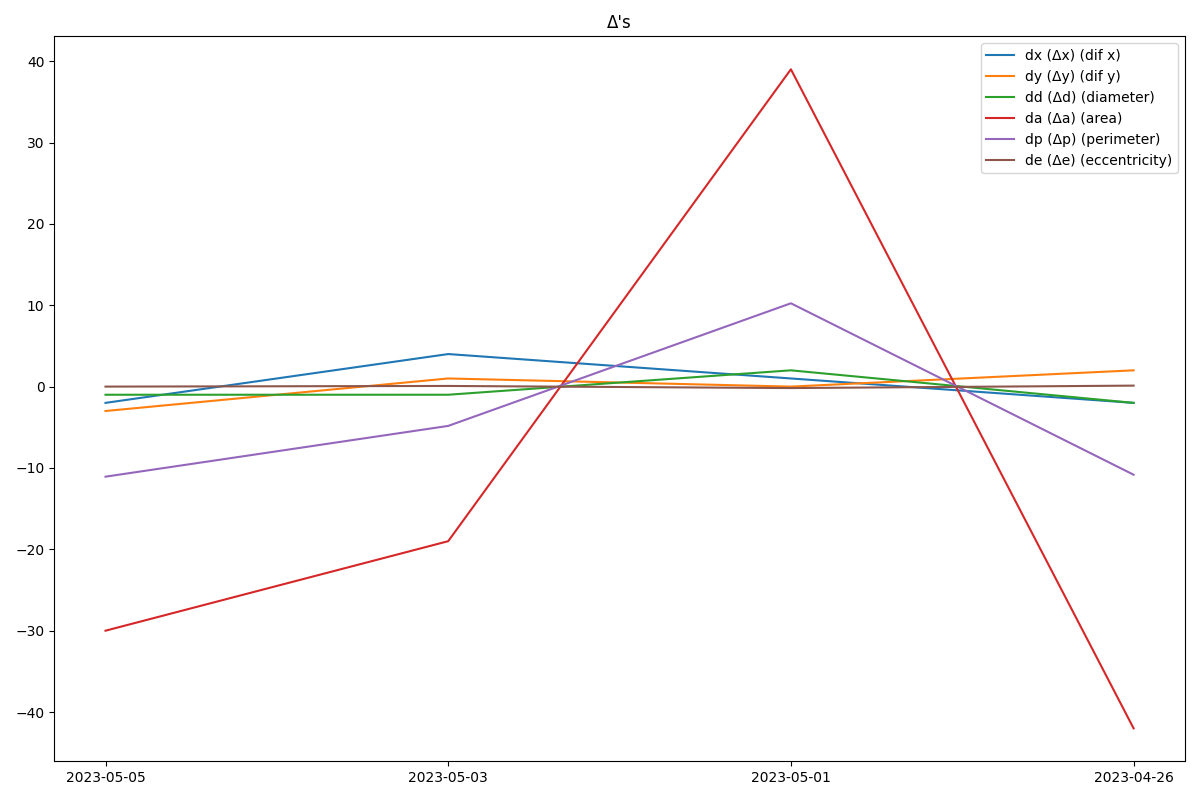 Δ's
40
30
20
10
0
−10
−20
−30
−40
dx (Δx) (dif x)
dy (Δy) (dif y)
dd (Δd) (diameter)
da (Δa) (area)
dp (Δp) (perimeter)
de (Δe) (eccentricity)
2023-05-05 2023-05-03 2023-05-01 2023-04-26